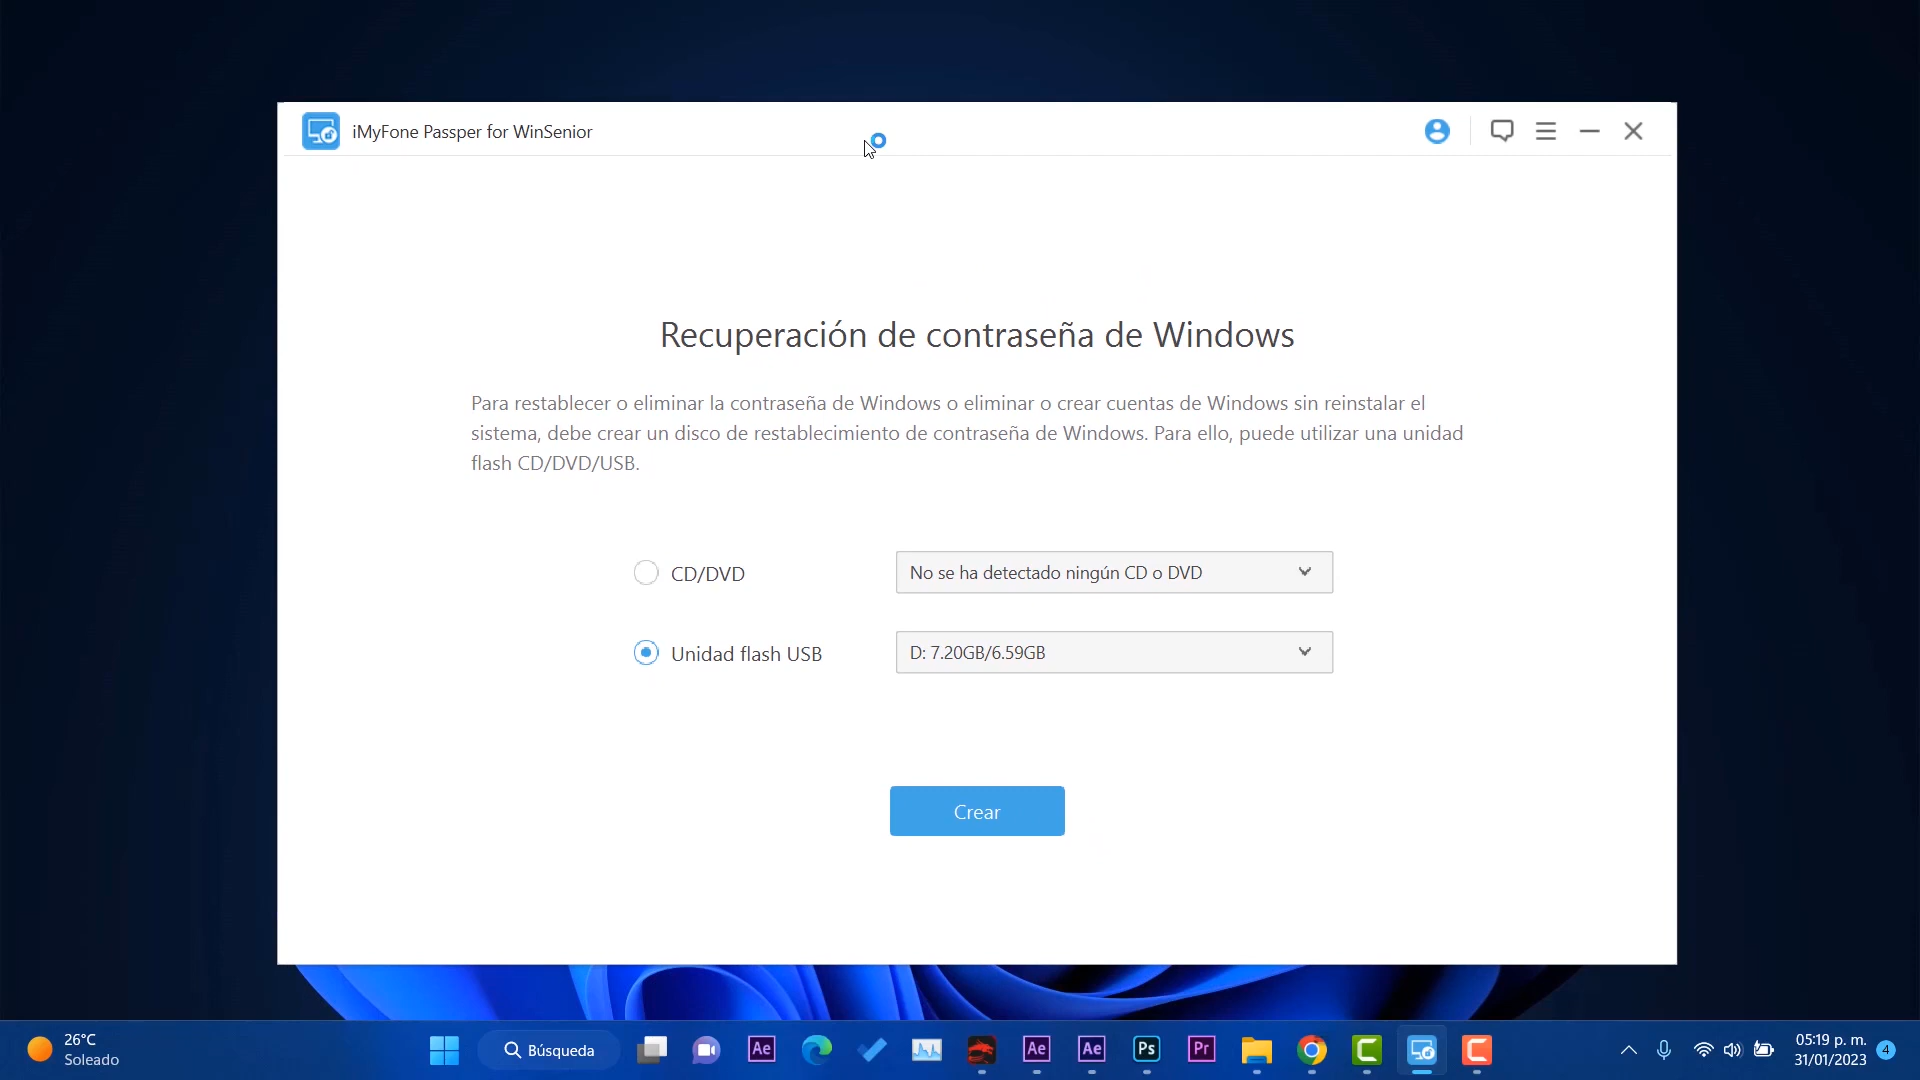 iMyFone Passper for WinSenior
Recuperación de contraseña de Windows
Para restablecer o eliminar la contraseña de Windows o eliminar o crear cuentas de Windows sin reinstalar el
sistema, debe crear un disco de restablecimiento de contraseña de Windows. Para ello, puede utilizar una unidad
flash CD/DVD/USB.
CD/DVD
No se ha detectado ningún CD o DVD
Unidad flash USB
D: 7.20GB/6.59GB
Crear
26°C
Soleado
Búsqueda
Ae
Ae
Ae
Ps
Pr
05:19 p. m.
31/01/2023
4